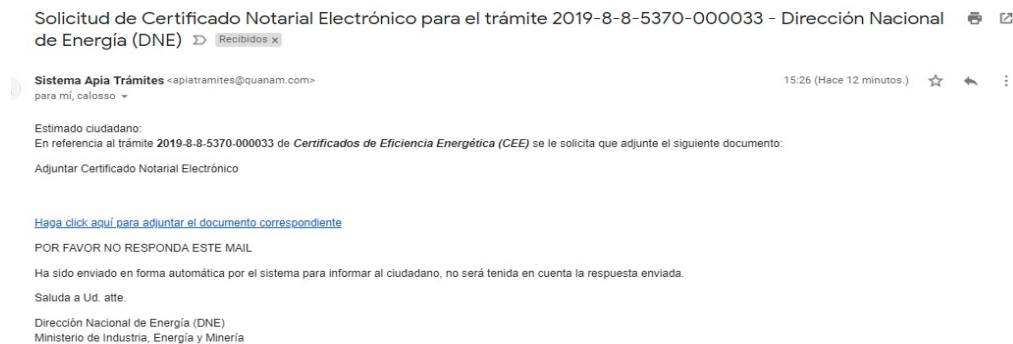 Solicitud de Certificado Notarial Electrónico para el trámite 2019-8-8-5370-000033 - Dirección Nacional
de Energía (DNE) Recibidos x
Sistema Apia Trámites <apiatramites@quanam.com> 15:26 (Hace 12 minutos.)
para mí, calosso
Estimado ciudadano:
En referencia al trámite 2019-8-8-5370-000033 de Certificados de Eficiencia Energética (CEE) se le solicita que adjunte el siguiente documento:
Adjuntar Certificado Notarial Electrónico
Haga click aquí para adjuntar el documento correspondiente
POR FAVOR NO RESPONDA ESTE MAIL
Ha sido enviado en forma automática por el sistema para informar al ciudadano, no será tenida en cuenta la respuesta enviada.
Saluda a Ud. atte.
Dirección Nacional de Energía (DNE)
Ministerio de Industria, Energía y Minería